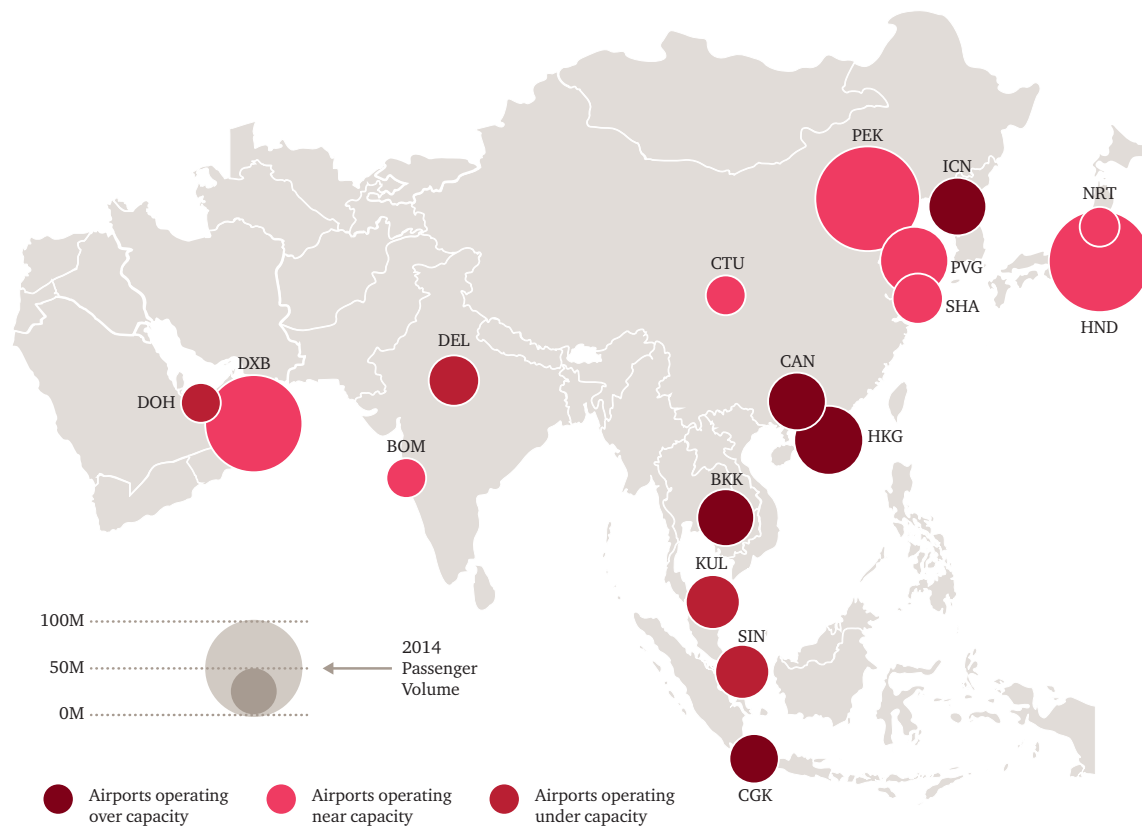 PEK
ICN
NRT
CTU
PVG
SHA
HND
DEL
DXB
CAN
DOH
HKG
BOM
BKK
KUL
100M
SIN
2014
50M
Passenger
Volume
0M
CGK
Airports operating
over capacity
Airports operating
near capacity
Airports operating
under capacity